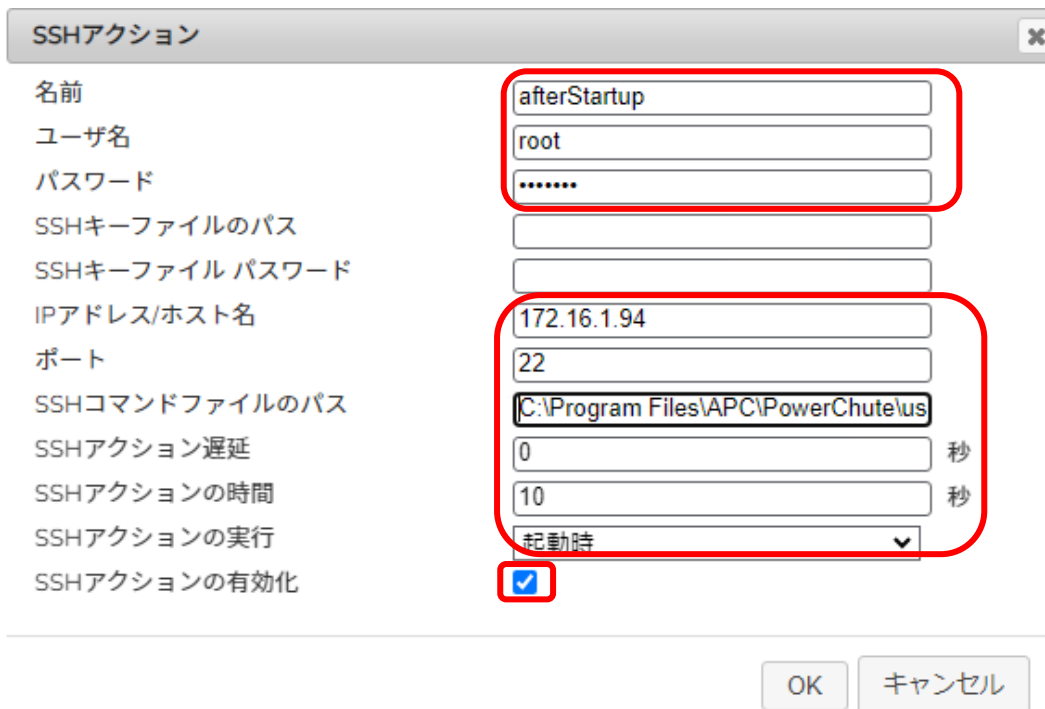 SSHアクション
名前 afterStartup
ユーザ名 root
パスワード •••••••
SSHキーファイルのパス
SSHキーファイル パスワード
IPアドレス/ホスト名 172.16.1.94
ポート 22
SSHコマンドファイルのパス C:\Program Files\APC\PowerChute\us
SSHアクション遅延 0 秒
SSHアクションの時間 10 秒
SSHアクションの実行 起動時
SSHアクションの有効化
OK キャンセル